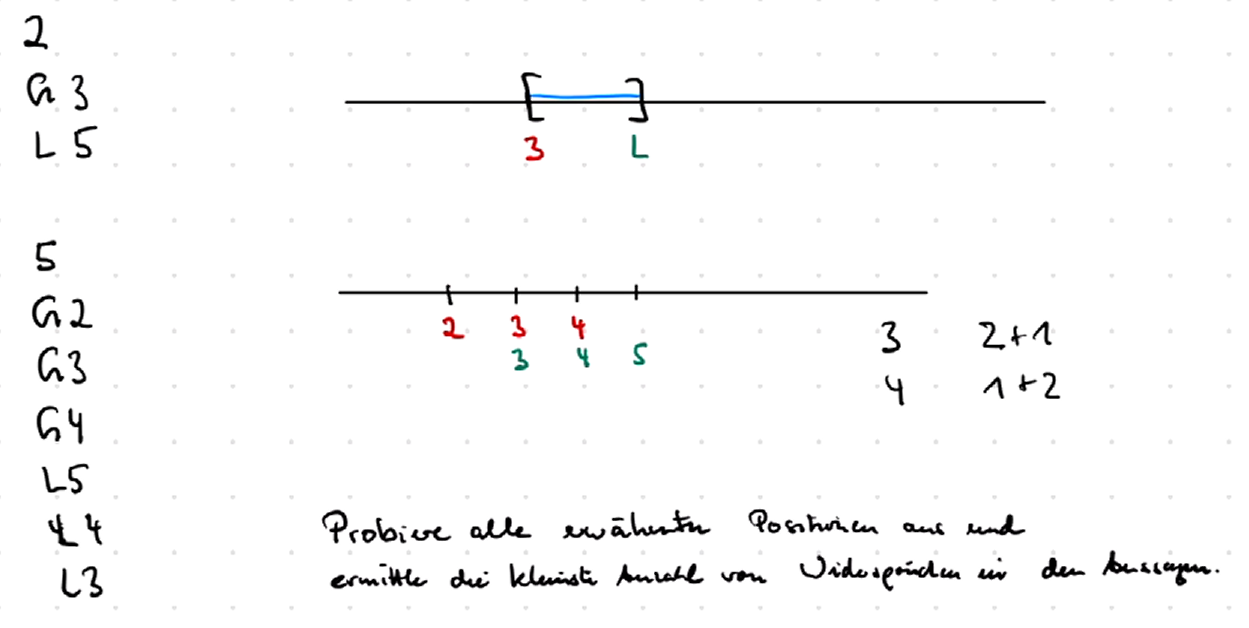 2
G 3
L 5
3 L
5
G2
G3
G4
L5
L4
L3
2 3 4
3 4 5
3 2+1
4 1+2
Probiere alle erwähnten Positionen aus und
ermittle die kleinste Anzahl von Widersprüchen in den Aussagen.